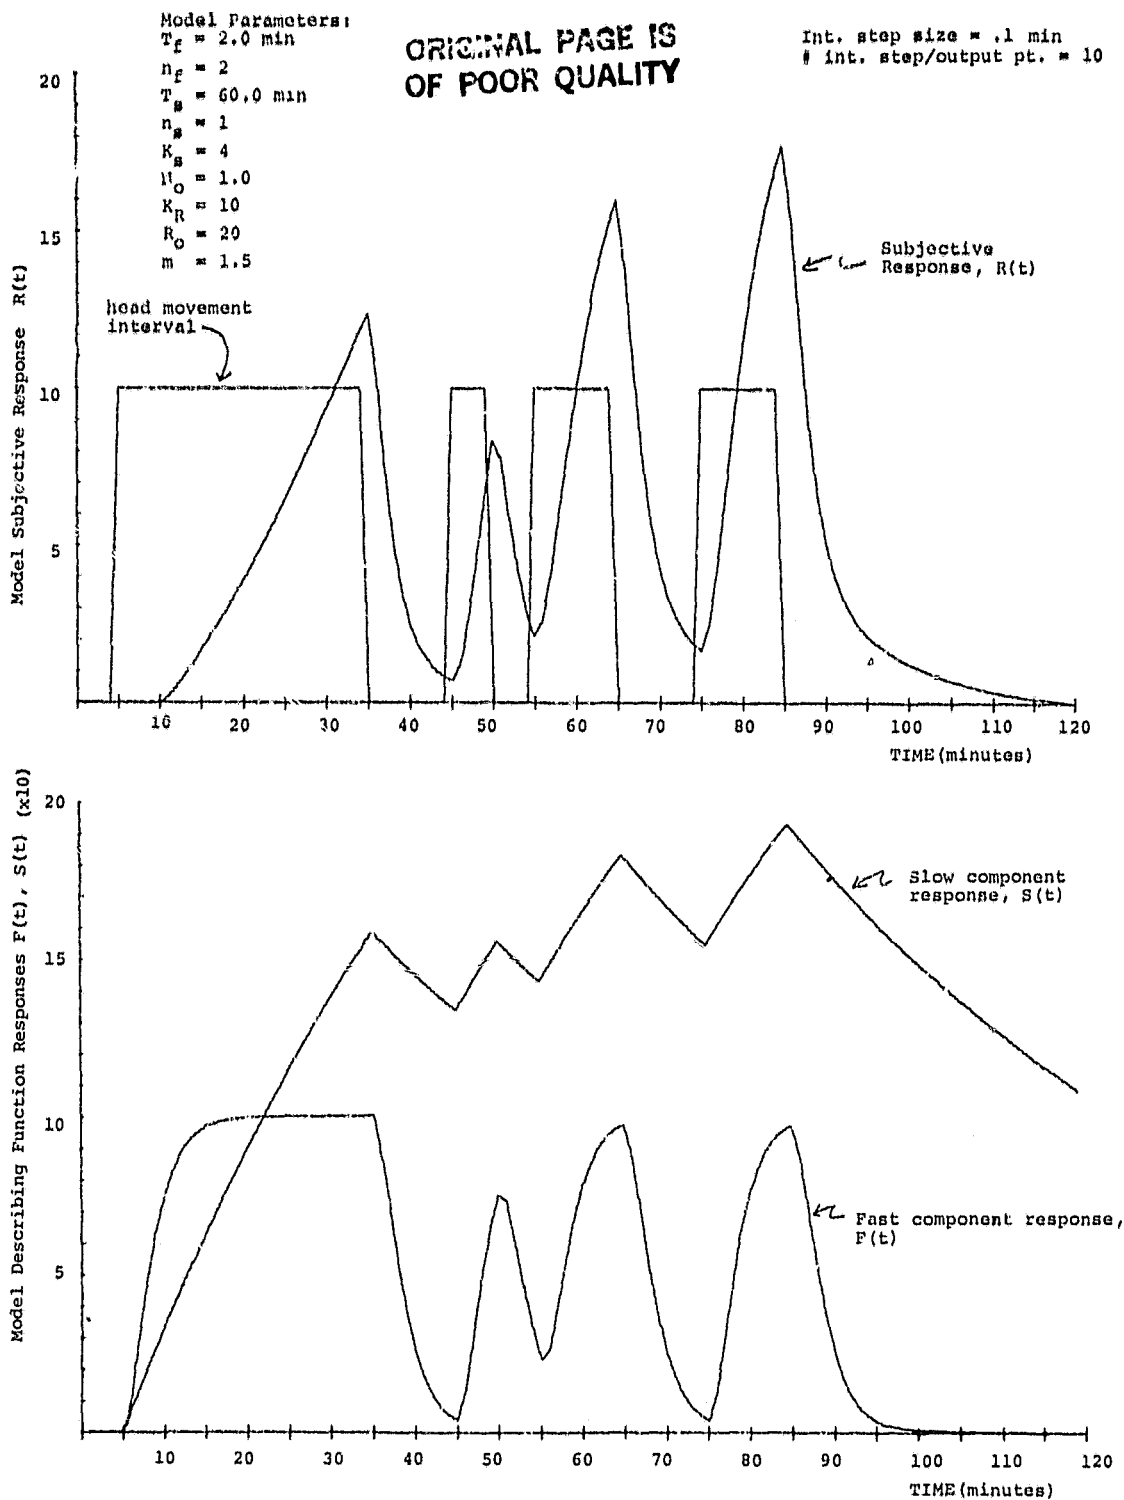 Model Parameters:
T_f = 2.0 min
n_f = 2
T_s = 60.0 min
n_s = 1
K_s = 4
K_R = 10
R_o = 20
m = 1.5
ORIGINAL PAGE IS
OF POOR QUALITY
Int. step size = .1 min
# int. step/output pt. = 10
Model Subjective Response R(t)
20
15
10
5
head movement
interval
Subjective
Response, R(t)
10 20 30 40 50 60 70 80 90 100 110 120
TIME(minutes)
Model Describing Function Responses F(t), S(t) (x10)
20
15
10
5
Slow component
response, S(t)
Fast component response,
F(t)
10 20 30 40 50 60 70 80 90 100 110 120
TIME(minutes)